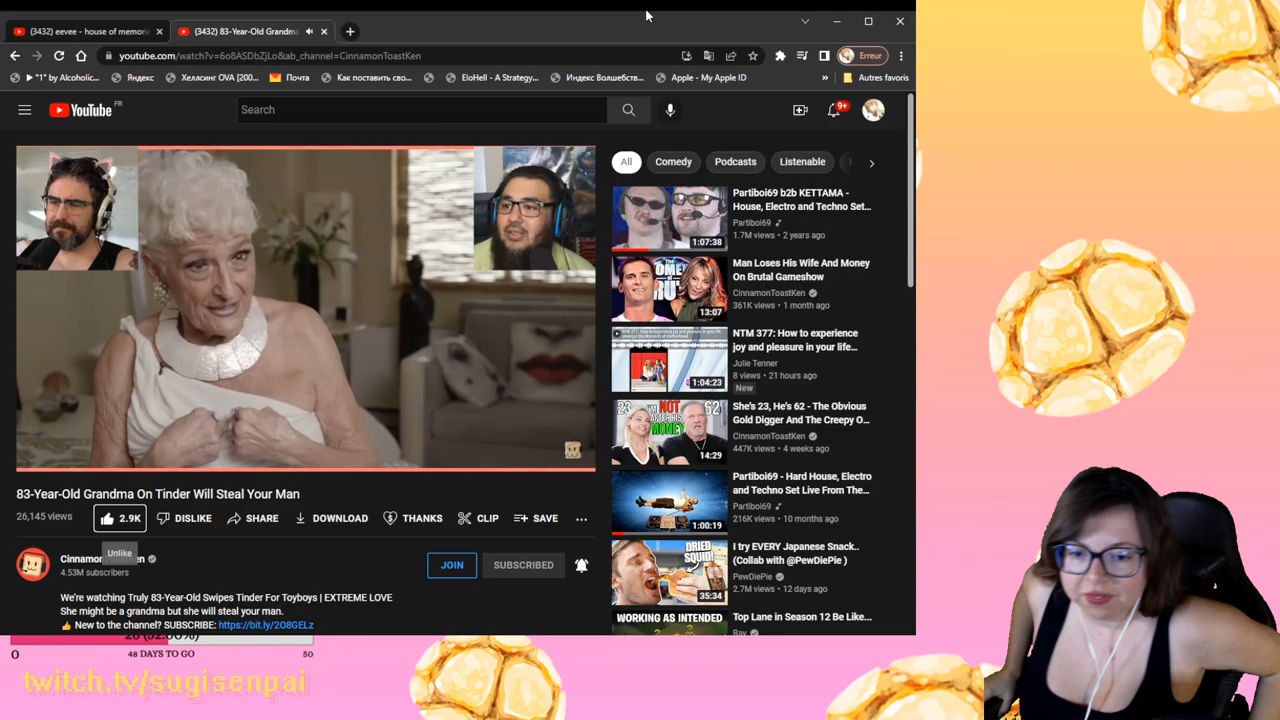 (3432) eevee - house of memorie
(3432) 83-Year-Old Grandma
youtube.com/watch?v=6o8ASDbZjLo&ab_channel=CinnamonToastKen
Erreur
▶ "1" by Alcoholic...
Яндекс
Хелсинг OVA [200...
Почта
Как поставить сво...
EloHell - A Strategy...
Индекс Волшебств...
Apple - My Apple ID
»
Autres favoris
YouTube FR
Search
9+
All
Comedy
Podcasts
Listenable
Partiboi69 b2b KETTAMA -
House, Electro and Techno Set...
Partiboi69
1.7M views • 2 years ago
1:07:38
Man Loses His Wife And Money
On Brutal Gameshow
CinnamonToastKen
361K views • 1 month ago
13:07
NTM 377: How to experience
joy and pleasure in your life...
Julie Tenner
8 views • 21 hours ago
New
1:04:23
She's 23, He's 62 - The Obvious
Gold Digger And The Creepy O...
CinnamonToastKen
447K views • 4 weeks ago
23
NOT
62
MONEY
14:29
Partiboi69 - Hard House, Electro
and Techno Set Live From The...
Partiboi69
216K views • 10 months ago
1:00:19
I try EVERY Japanese Snack..
(Collab with @PewDiePie )
PewDiePie
2.7M views • 12 days ago
DRIED
SQUID!
35:34
Top Lane in Season 12 Be Like...
WORKING AS INTENDED
83-Year-Old Grandma On Tinder Will Steal Your Man
26,145 views
2.9K
DISLIKE
SHARE
DOWNLOAD
THANKS
CLIP
SAVE
Unlike
4.53M subscribers
JOIN
SUBSCRIBED
We're watching Truly 83-Year-Old Swipes Tinder For Toyboys | EXTREME LOVE
She might be a grandma but she will steal your man.
👍 New to the channel? SUBSCRIBE: https://bit.ly/2O8GELz
0
48 DAYS TO GO
50
twitch.tv/sugisenpai